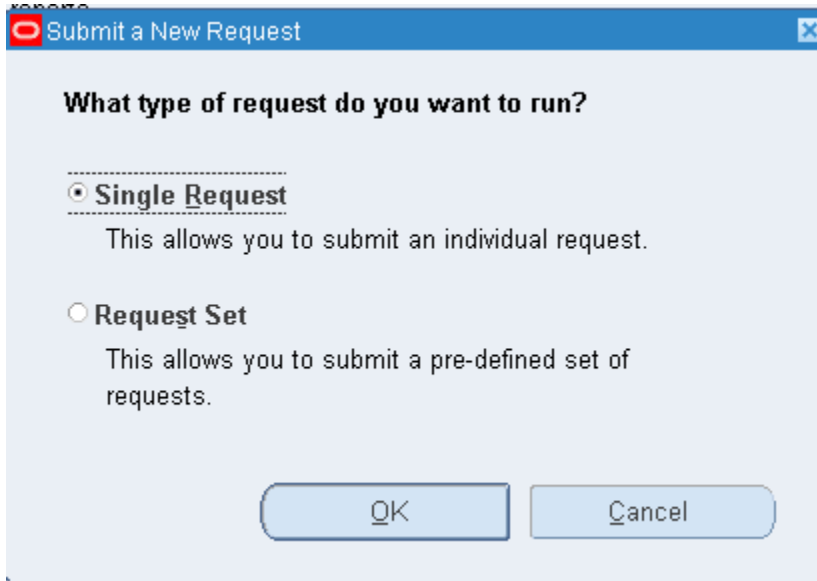 reports
Submit a New Request
What type of request do you want to run?
Single Request
This allows you to submit an individual request.
Request Set
This allows you to submit a pre-defined set of
requests.
OK
Cancel